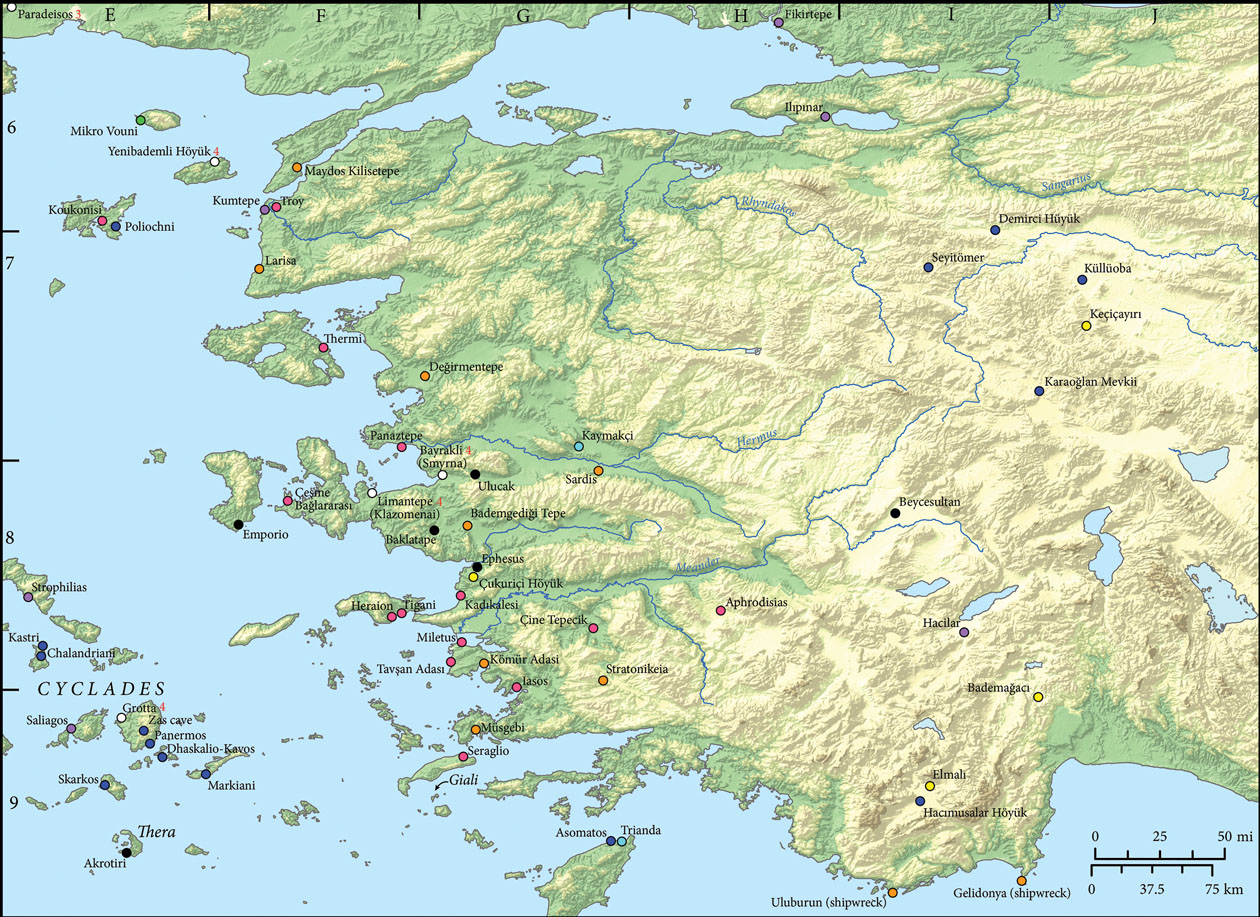 Paradeisos 3
E
F
G
H
I
J
Fikirtepe
6
Mikro Vouni
Ilıpınar
Yenibademli Höyük 4
Maydos Kilisetepe
Sangarius
Kumtepe
Troy
Rhyndakos
Koukonisi
Poliochni
Demirci Hüyük
7
Larisa
Seyitömer
Küllüoba
Keçiçayırı
Thermi
Değirmentepe
Karaoğlan Mevkii
Panaztepe
Kaymakçi
Hermus
Bayrakli 4
(Smyrna)
Ulucak
Sardis
Çeşme
Bağlararası
Limantepe 4
(Klazomenai)
Beycesultan
Bademgediği Tepe
Emporio
Baklatape
8
Ephesus
Meander
Çukuriçi Höyük
Strophilias
Kadıkalesi
Heraion
Tigani
Aphrodisias
Çine Tepecik
Hacilar
Kastri
Miletus
Chalandriani
Tavşan Adasi
Kömür Adasi
Stratonikeia
CYCLADES
Iasos
Bademağacı
Grotta 4
Saliagos
Zas cave
Panermos
Müsgebi
Dhaskalio-Kavos
Seraglio
Skarkos
Markiani
Giali
Elmalı
9
Hacımusalar Höyük
Thera
Asomatos
Trianda
Akrotiri
0 25 50 mi
0 37.5 75 km
Uluburun (shipwreck)
Gelidonya (shipwreck)